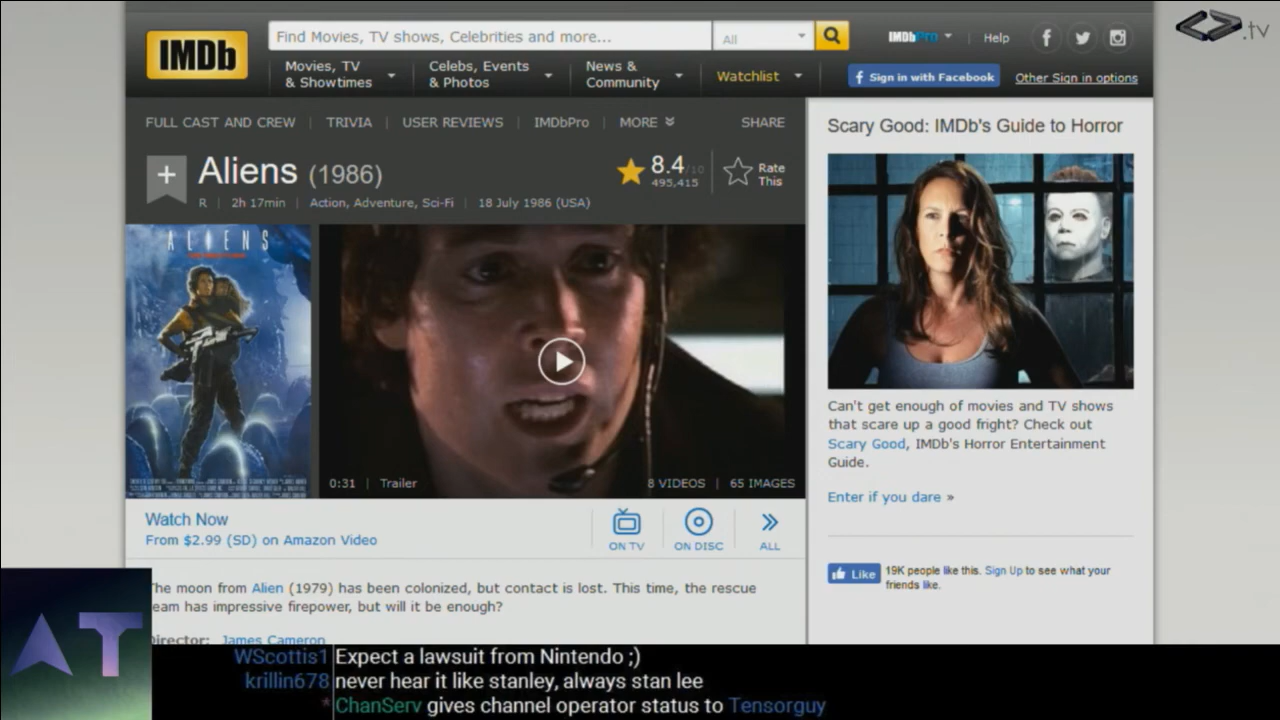 IMDb
Find Movies, TV shows, Celebrities and more...
All
IMDbPro
Help
.tv
Movies, TV
& Showtimes
Celebs, Events
& Photos
News &
Community
Watchlist
f Sign in with Facebook
Other Sign in options
FULL CAST AND CREW | TRIVIA | USER REVIEWS | IMDbPro | MORE
SHARE
+
Aliens (1986)
8.4/10
495,415
Rate
This
R | 2h 17min | Action, Adventure, Sci-Fi | 18 July 1986 (USA)
ALIENS
0:31 | Trailer
8 VIDEOS | 65 IMAGES
Watch Now
From $2.99 (SD) on Amazon Video
ON TV
ON DISC
ALL
The moon from Alien (1979) has been colonized, but contact is lost. This time, the rescue
team has impressive firepower, but will it be enough?
Director: James Cameron
Scary Good: IMDb's Guide to Horror
Can't get enough of movies and TV shows
that scare up a good fright? Check out
Scary Good, IMDb's Horror Entertainment
Guide.
Enter if you dare »
Like
19K people like this. Sign Up to see what your
friends like.
AT
WScottis1 Expect a lawsuit from Nintendo ;)
krillin678 never hear it like stanley, always stan lee
* ChanServ gives channel operator status to Tensorguy